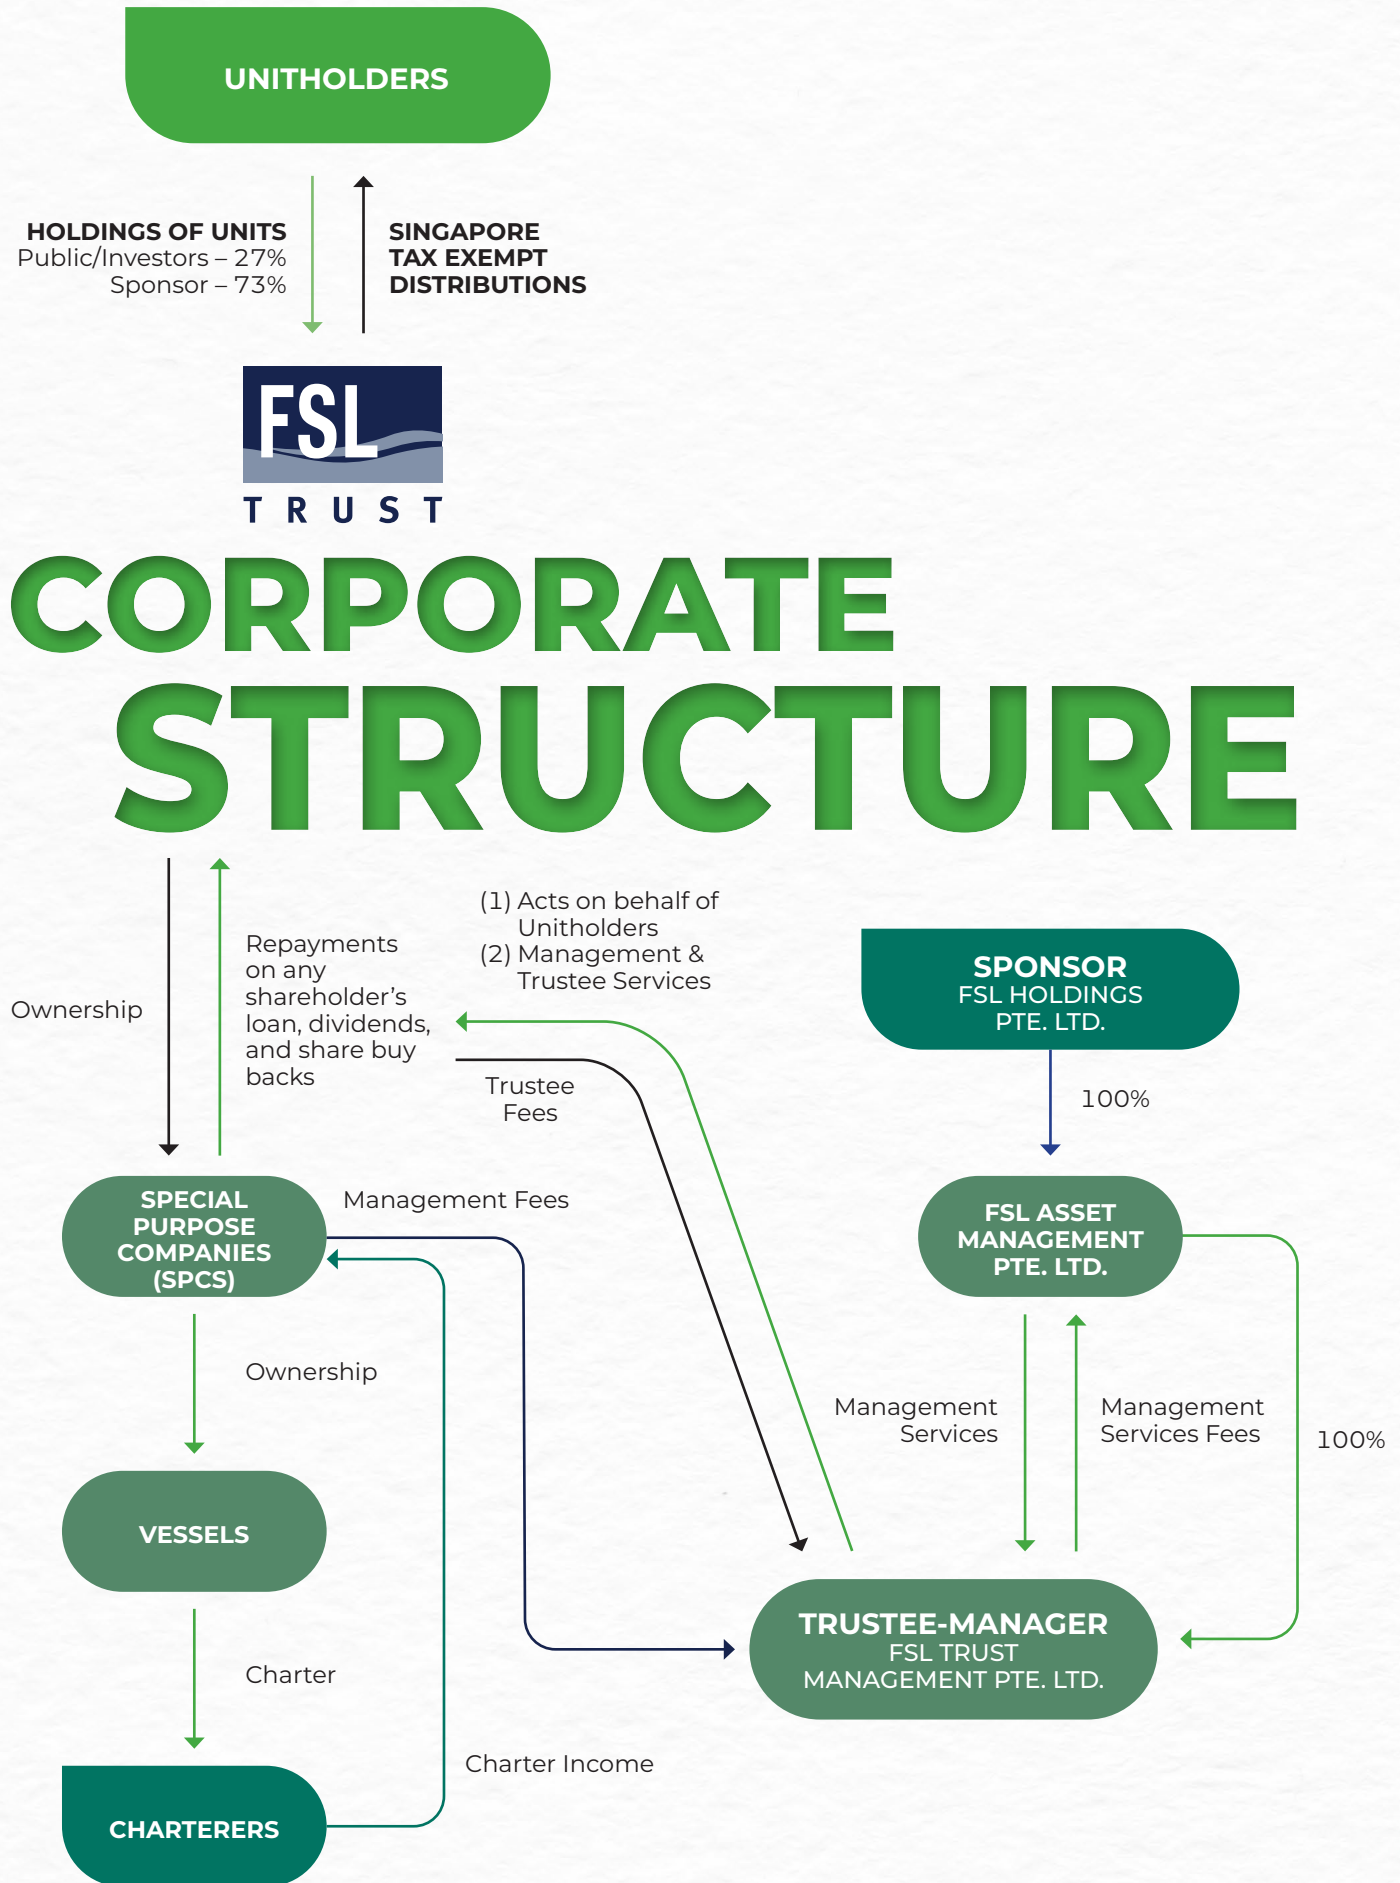 UNITHOLDERS
HOLDINGS OF UNITS
Public/Investors – 27%
Sponsor – 73%
SINGAPORE
TAX EXEMPT
DISTRIBUTIONS
FSL
TRUST
CORPORATE
STRUCTURE
Ownership
Repayments
on any
shareholder’s
loan, dividends,
and share buy
backs
(1) Acts on behalf of
Unitholders
(2) Management &
Trustee Services
Trustee
Fees
SPONSOR
FSL HOLDINGS
PTE. LTD.
100%
SPECIAL
PURPOSE
COMPANIES
(SPCS)
Management Fees
FSL ASSET
MANAGEMENT
PTE. LTD.
Ownership
Management
Services
Management
Services Fees
100%
VESSELS
Charter
TRUSTEE-MANAGER
FSL TRUST
MANAGEMENT PTE. LTD.
Charter Income
CHARTERERS